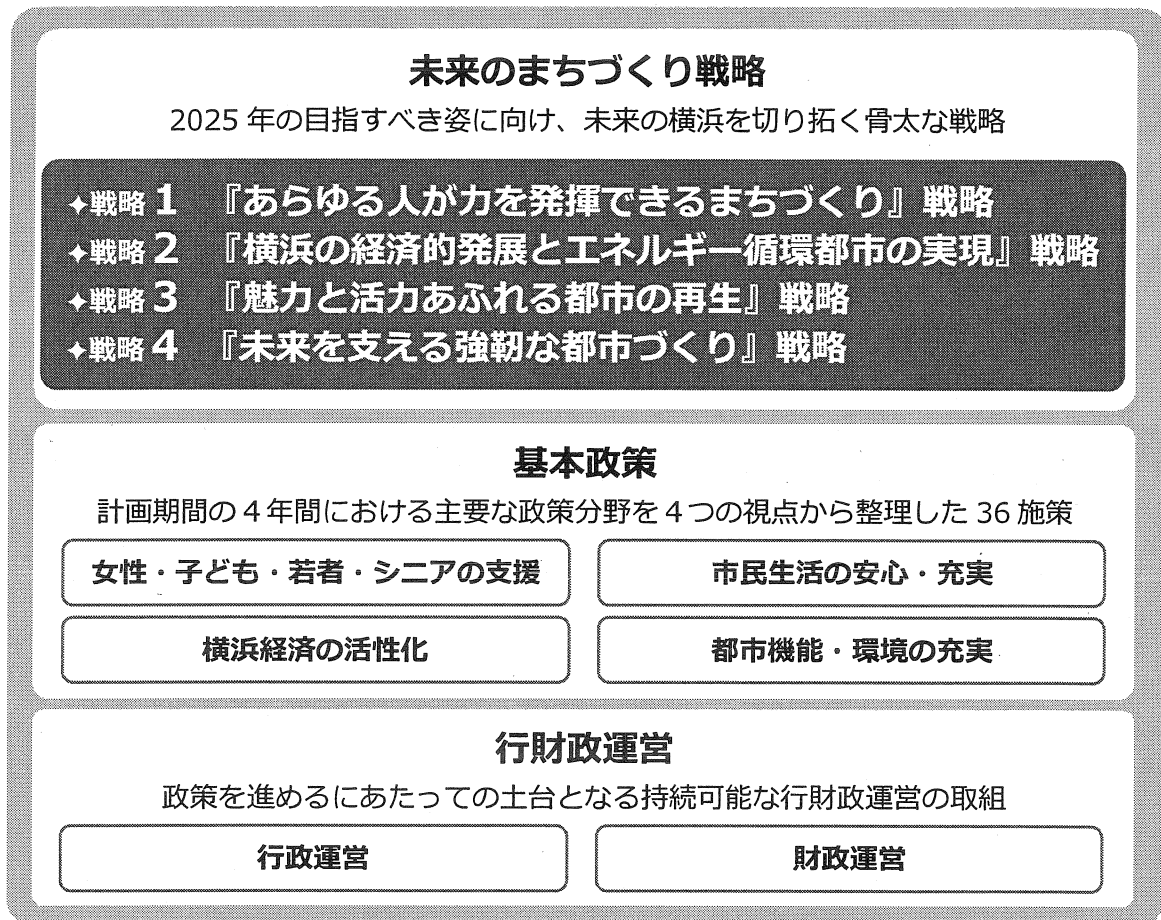 未来のまちづくり戦略
2025 年の目指すべき姿に向け、未来の横浜を切り拓く骨太な戦略
✦戦略 1 『あらゆる人が力を発揮できるまちづくり』戦略
✦戦略 2 『横浜の経済的発展とエネルギー循環都市の実現』戦略
✦戦略 3 『魅力と活力あふれる都市の再生』戦略
✦戦略 4 『未来を支える強靭な都市づくり』戦略
基本政策
計画期間の 4 年間における主要な政策分野を 4 つの視点から整理した 36 施策
女性・子ども・若者・シニアの支援
市民生活の安心・充実
横浜経済の活性化
都市機能・環境の充実
行財政運営
政策を進めるにあたっての土台となる持続可能な行財政運営の取組
行政運営
財政運営